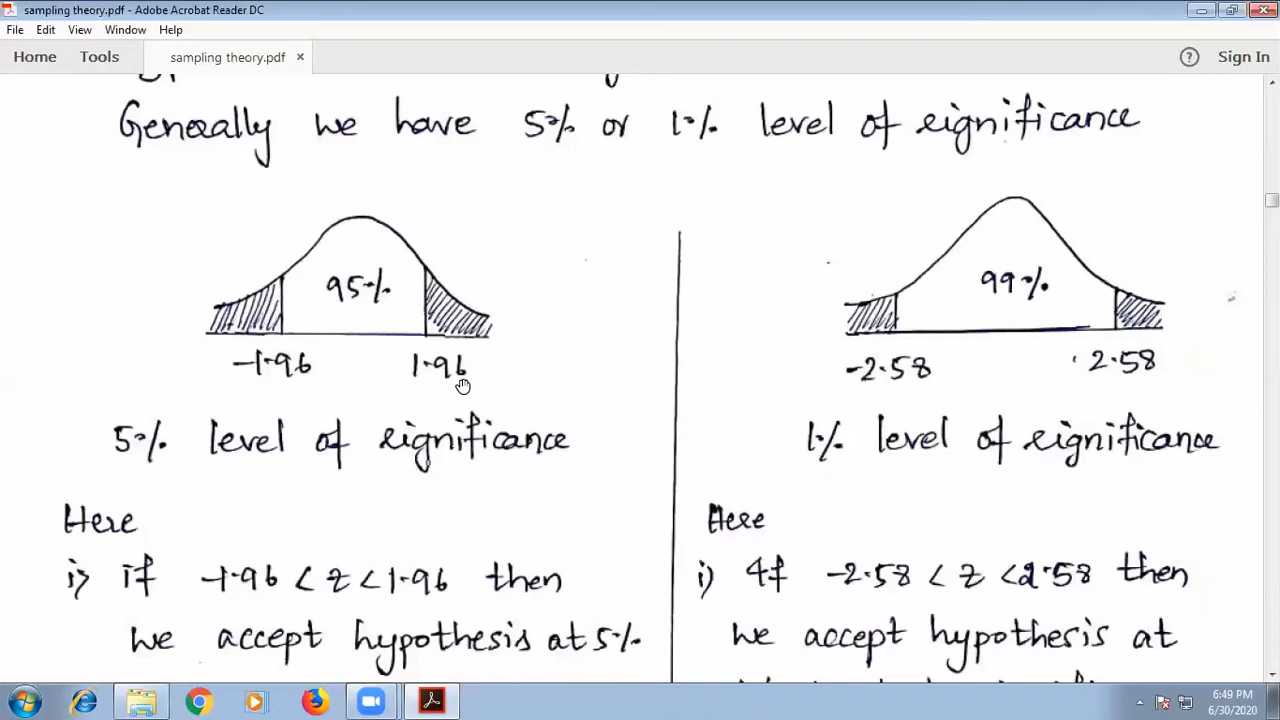 sampling theory.pdf - Adobe Acrobat Reader DC
File Edit View Window Help
Home Tools sampling theory.pdf × ? Sign In
Generally we have 5% or 1% level of significance
95%
-1.96 1.96
5% level of significance
Here
i) if -1.96 < z < 1.96 then
we accept hypothesis at 5%
99%
-2.58 2.58
1% level of significance
Here
i) If -2.58 < z < 2.58 then
we accept hypothesis at
6:49 PM
6/30/2020